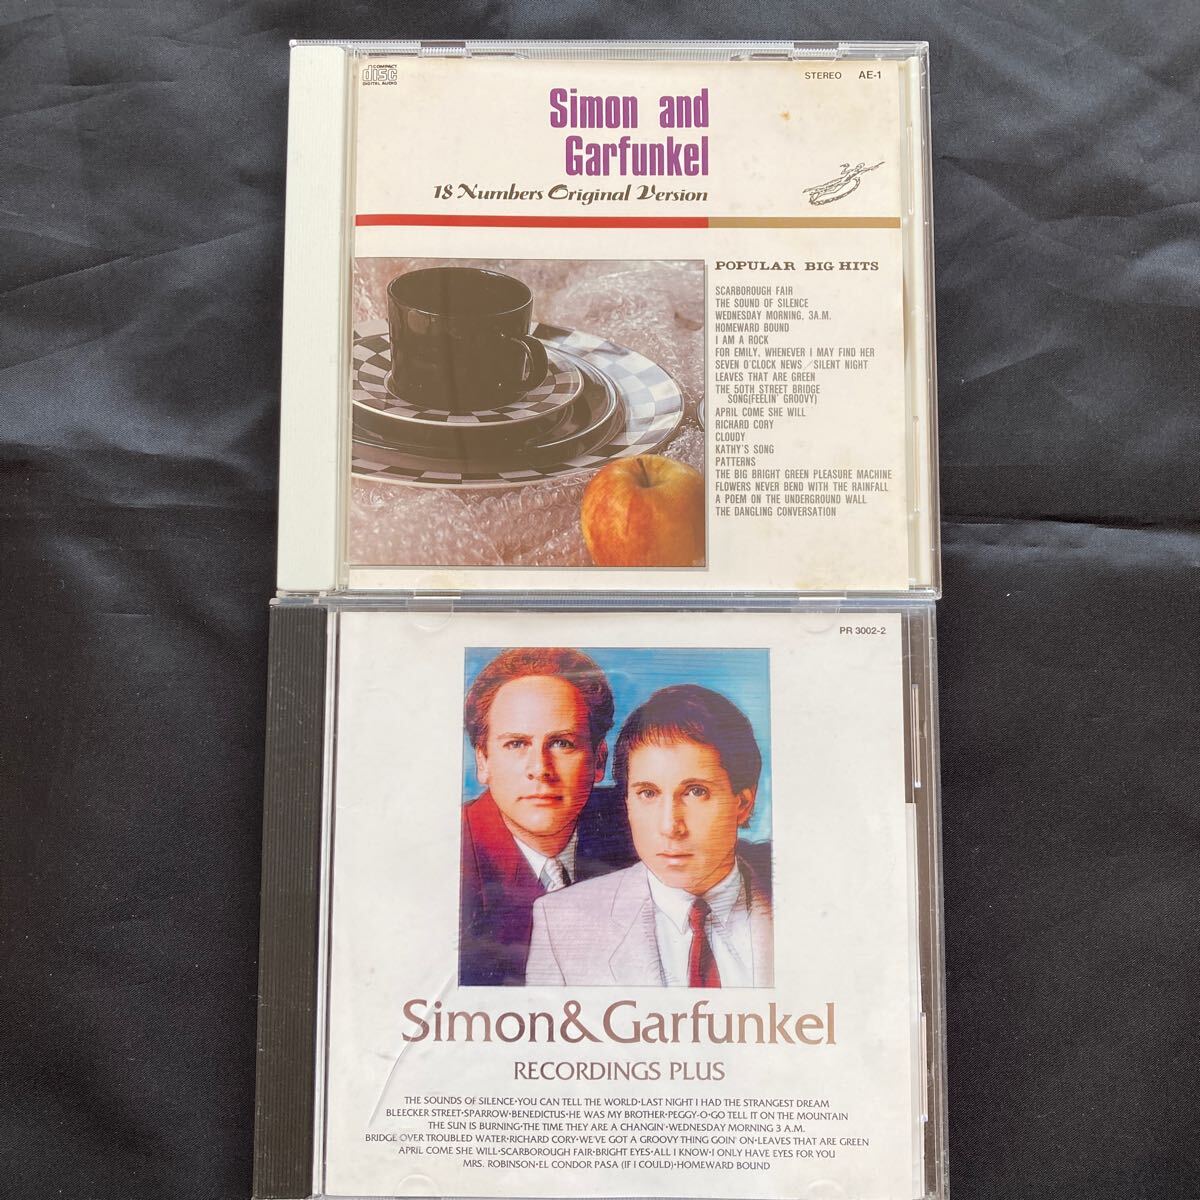 COMPACT
disc
DIGITAL AUDIO
STEREO AE-1
Simon and
Garfunkel
18 Numbers Original Version
POPULAR BIG HITS
SCARBOROUGH FAIR
THE SOUND OF SILENCE
WEDNESDAY MORNING, 3A.M.
HOMEWARD BOUND
I AM A ROCK
FOR EMILY, WHENEVER I MAY FIND HER
SEVEN O'CLOCK NEWS／SILENT NIGHT
LEAVES THAT ARE GREEN
THE 50TH STREET BRIDGE
SONG(FEELIN' GROOVY)
APRIL COME SHE WILL
RICHARD CORY
CLOUDY
KATHY'S SONG
PATTERNS
THE BIG BRIGHT GREEN PLEASURE MACHINE
FLOWERS NEVER BEND WITH THE RAINFALL
A POEM ON THE UNDERGROUND WALL
THE DANGLING CONVERSATION
PR 3002-2
Simon&Garfunkel
RECORDINGS PLUS
THE SOUNDS OF SILENCE•YOU CAN TELL THE WORLD•LAST NIGHT I HAD THE STRANGEST DREAM
BLEECKER STREET•SPARROW•BENEDICTUS•HE WAS MY BROTHER•PEGGY-O•GO TELL IT ON THE MOUNTAIN
THE SUN IS BURNING•THE TIME THEY ARE A CHANGIN'•WEDNESDAY MORNING 3 A.M.
BRIDGE OVER TROUBLED WATER•RICHARD CORY•WE'VE GOT A GROOVY THING GOIN' ON•LEAVES THAT ARE GREEN
APRIL COME SHE WILL•SCARBOROUGH FAIR•BRIGHT EYES•ALL I KNOW•I ONLY HAVE EYES FOR YOU
MRS. ROBINSON•EL CONDOR PASA (IF I COULD)•HOMEWARD BOUND